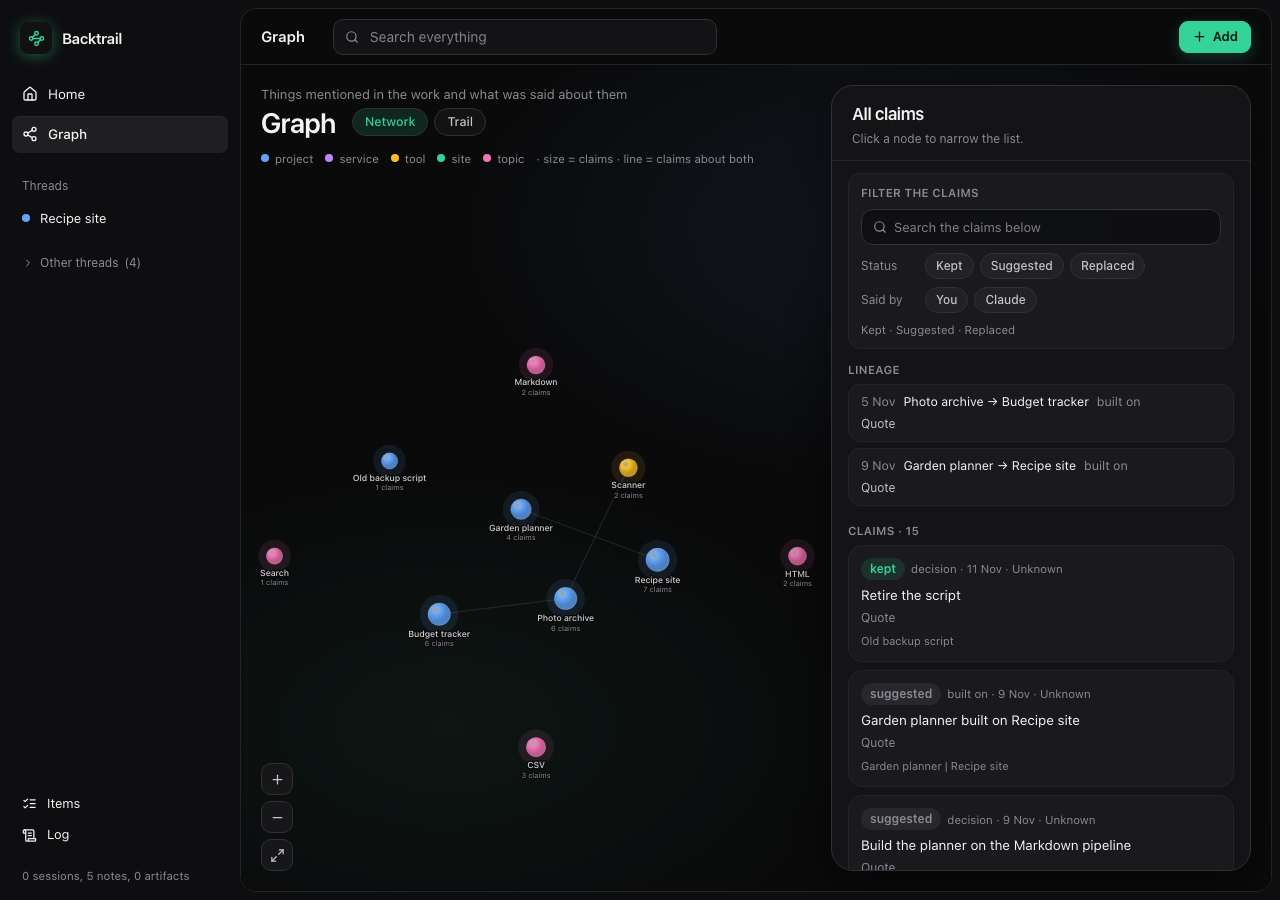 Backtrail
Home
Graph
Threads
Recipe site
Other threads (4)
Items
Log
0 sessions, 5 notes, 0 artifacts
Graph
Search everything
Add
Things mentioned in the work and what was said about them
Graph
Network
Trail
project
service
tool
site
topic
· size = claims · line = claims about both
Markdown
2 claims
Old backup script
1 claims
Scanner
2 claims
Garden planner
4 claims
Search
1 claims
Recipe site
7 claims
HTML
2 claims
Photo archive
6 claims
Budget tracker
6 claims
CSV
3 claims
All claims
Click a node to narrow the list.
FILTER THE CLAIMS
Search the claims below
Status
Kept
Suggested
Replaced
Said by
You
Claude
Kept · Suggested · Replaced
LINEAGE
5 Nov Photo archive → Budget tracker built on
Quote
9 Nov Garden planner → Recipe site built on
Quote
CLAIMS · 15
kept decision · 11 Nov · Unknown
Retire the script
Quote
Old backup script
suggested built on · 9 Nov · Unknown
Garden planner built on Recipe site
Quote
Garden planner | Recipe site
suggested decision · 9 Nov · Unknown
Build the planner on the Markdown pipeline
Quote